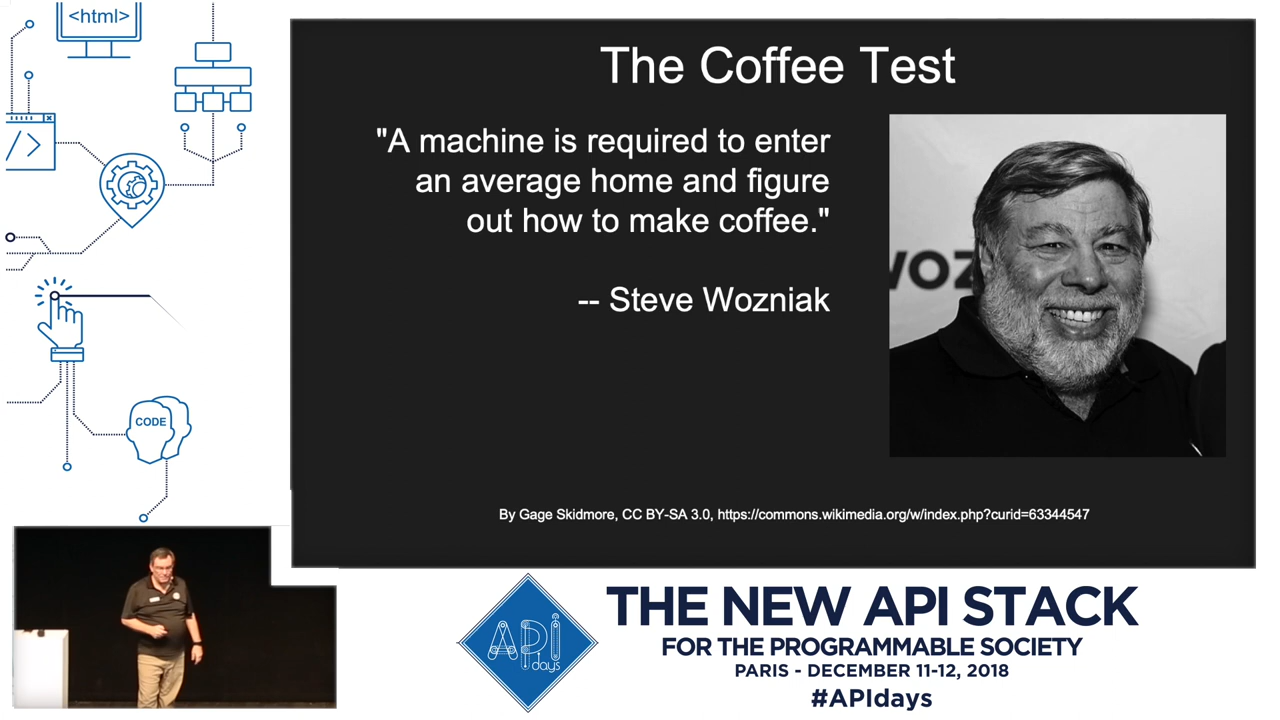 <html>
</>
CODE
The Coffee Test
"A machine is required to enter
an average home and figure
out how to make coffee."
-- Steve Wozniak
WOZ
By Gage Skidmore, CC BY-SA 3.0, https://commons.wikimedia.org/w/index.php?curid=63344547
API
days
THE NEW API STACK
FOR THE PROGRAMMABLE SOCIETY
PARIS - DECEMBER 11-12, 2018
#APIdays